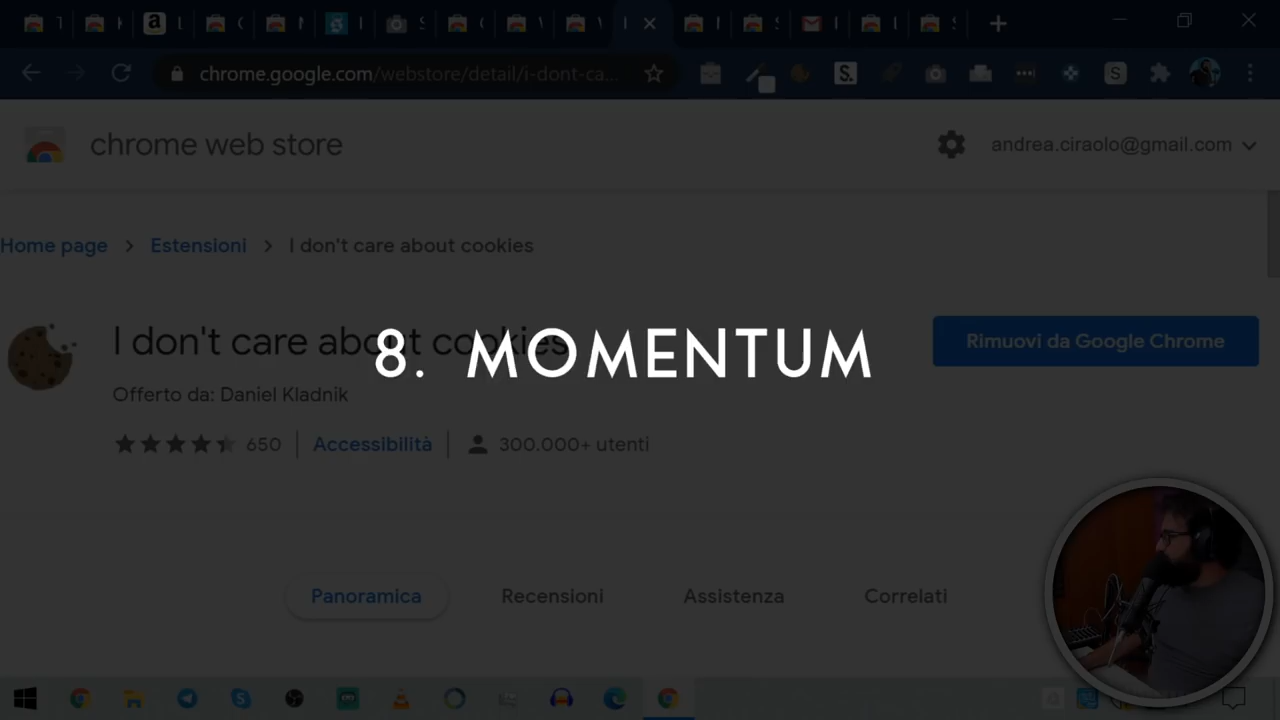 chrome.google.com/webstore/detail/i-dont-ca...
chrome web store
andrea.ciraolo@gmail.com
Home page > Estensioni > I don't care about cookies
I don't care about cookies
8. MOMENTUM
Rimuovi da Google Chrome
Offerto da: Daniel Kladnik
650 | Accessibilità | 300.000+ utenti
Panoramica
Recensioni
Assistenza
Correlati